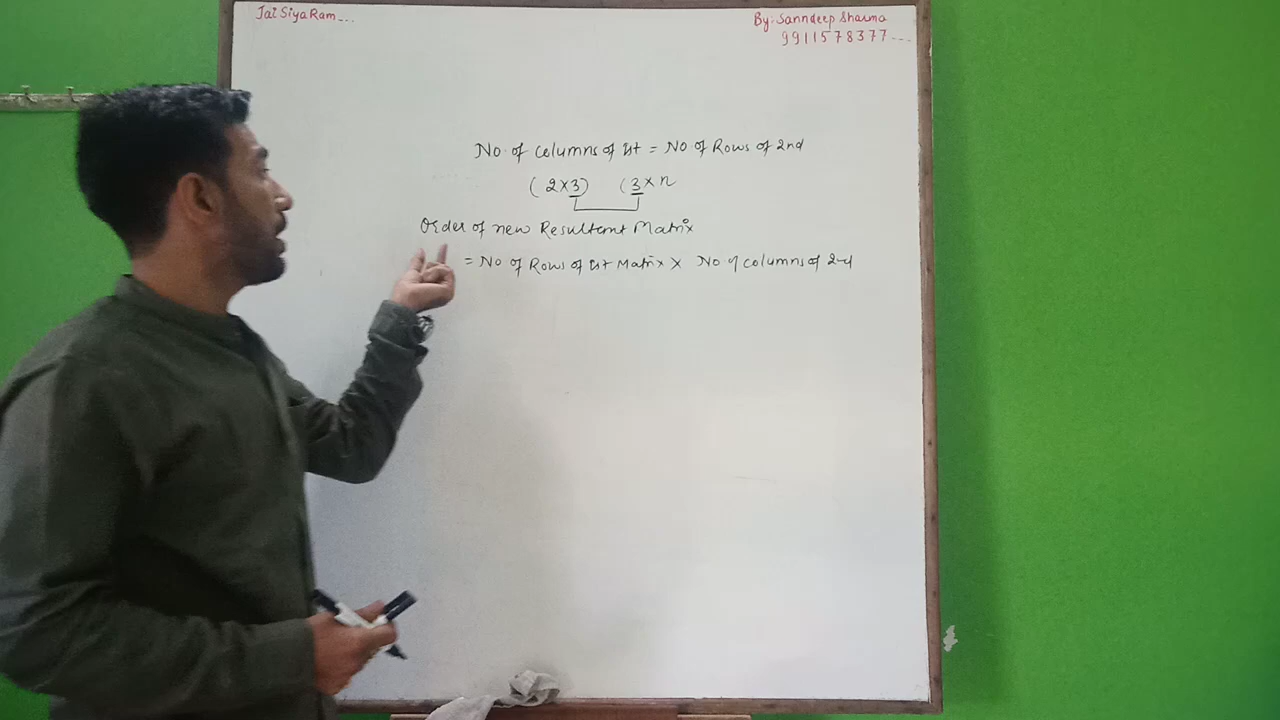 Jai Siya Ram...
By: Sanndeep Sharma
9911578377...
No. of columns of 1st = No of Rows of 2nd
(2×3) (3×n
Order of new Resultant Matrix
= No of Rows of 1st Matrix × No of columns of 2nd